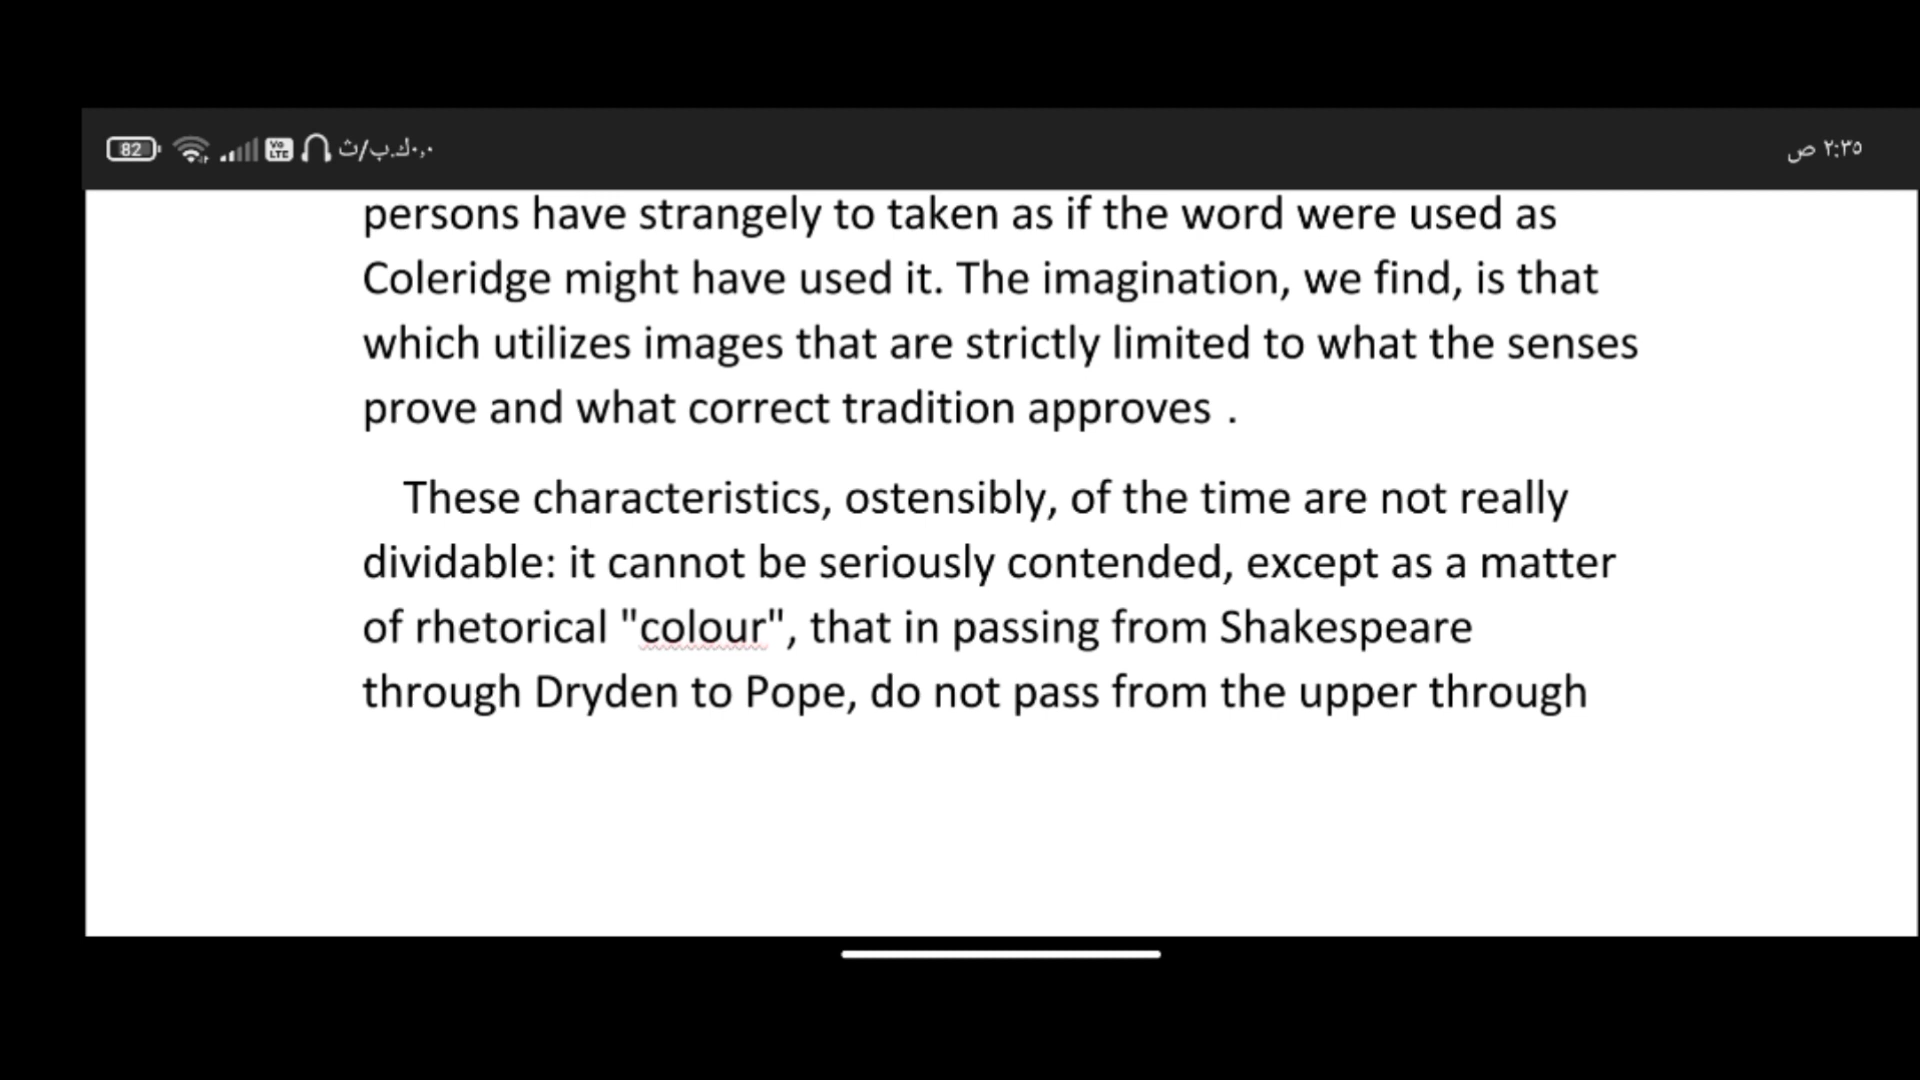 82 Vo LTE ٠,٠ك.ب/ث ٢:٣٥ ص
persons have strangely to taken as if the word were used as
Coleridge might have used it. The imagination, we find, is that
which utilizes images that are strictly limited to what the senses
prove and what correct tradition approves .
These characteristics, ostensibly, of the time are not really
dividable: it cannot be seriously contended, except as a matter
of rhetorical "colour", that in passing from Shakespeare
through Dryden to Pope, do not pass from the upper through